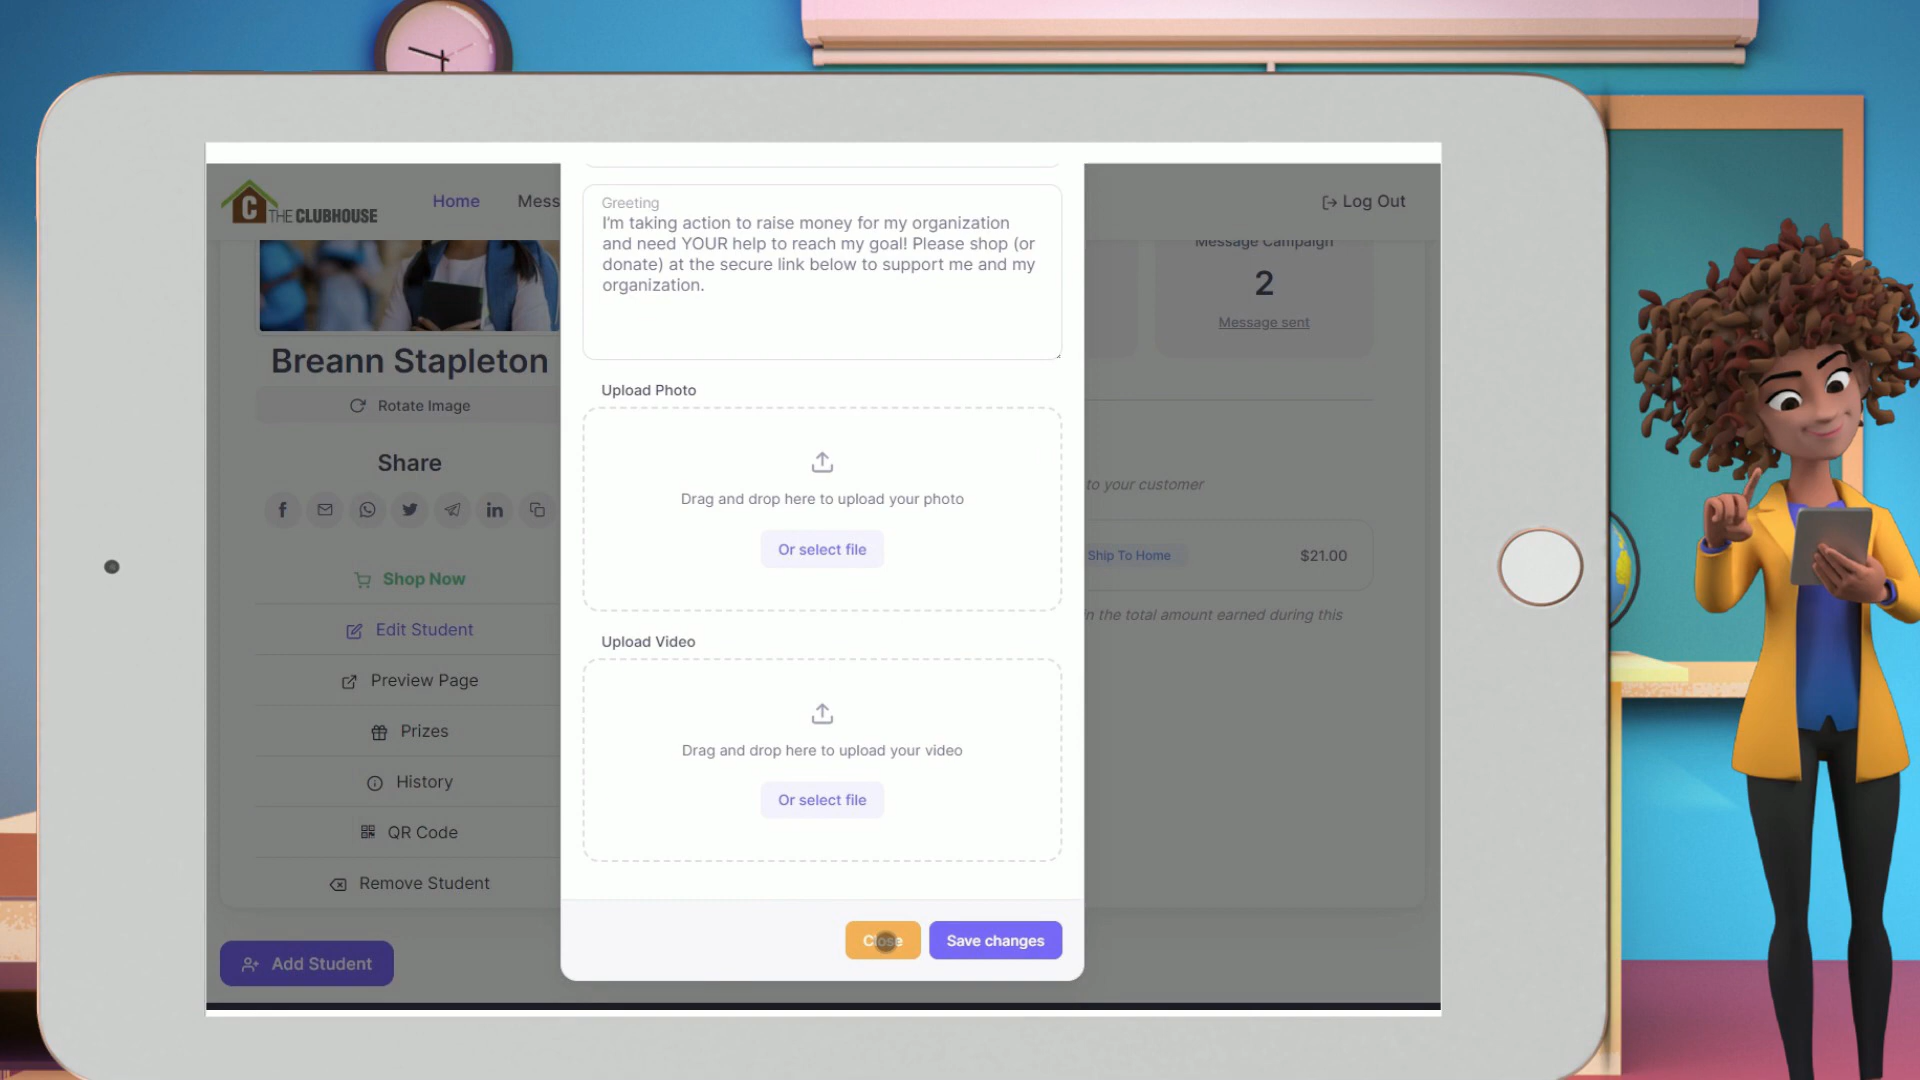 C THE CLUBHOUSE
Home
Mess
Log Out
Breann Stapleton
Rotate Image
Share
Shop Now
Edit Student
Preview Page
Prizes
History
QR Code
Remove Student
Add Student
Greeting
I'm taking action to raise money for my organization
and need YOUR help to reach my goal! Please shop (or
donate) at the secure link below to support me and my
organization.
Upload Photo
Drag and drop here to upload your photo
Or select file
Upload Video
Drag and drop here to upload your video
Or select file
Close
Save changes
Message Campaign
2
Message sent
to your customer
Ship To Home
$21.00
n the total amount earned during this